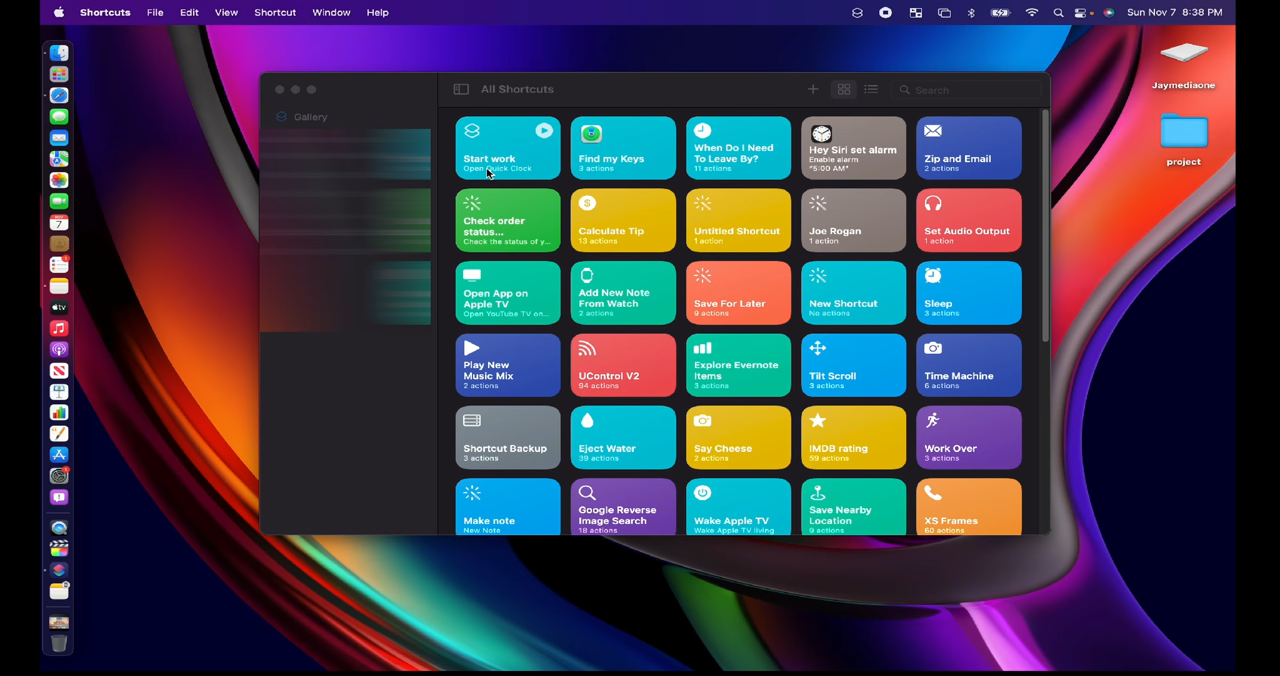 Shortcuts File Edit View Shortcut Window Help Sun Nov 7 8:38 PM
Jaymediaone
project
All Shortcuts Search
Gallery
Start work
Open Quick Clock
Find my Keys
3 actions
When Do I Need
To Leave By?
11 actions
Hey Siri set alarm
Enable alarm
"5:00 AM"
Zip and Email
2 actions
Check order
status...
Check the status of y...
Calculate Tip
13 actions
Untitled Shortcut
1 action
Joe Rogan
1 action
Set Audio Output
1 action
Open App on
Apple TV
Open YouTube TV on...
Add New Note
From Watch
2 actions
Save For Later
9 actions
New Shortcut
No actions
Sleep
3 actions
Play New
Music Mix
2 actions
UControl V2
94 actions
Explore Evernote
Items
3 actions
Tilt Scroll
3 actions
Time Machine
6 actions
Shortcut Backup
3 actions
Eject Water
39 actions
Say Cheese
2 actions
IMDB rating
59 actions
Work Over
3 actions
Make note
New Note
Google Reverse
Image Search
18 actions
Wake Apple TV
Wake Apple TV living
Save Nearby
Location
9 actions
XS Frames
60 actions